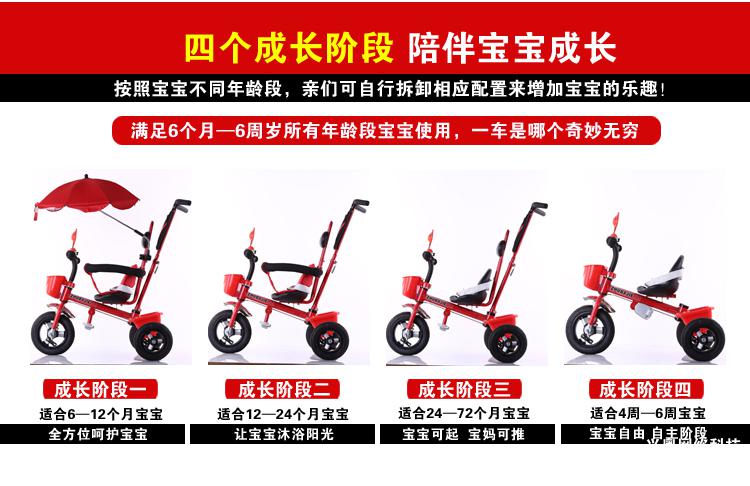 四个成长阶段 陪伴宝宝成长
按照宝宝不同年龄段，亲们可自行拆卸相应配置来增加宝宝的乐趣！
满足6个月—6周岁所有年龄段宝宝使用，一车是哪个奇妙无穷
成长阶段一
适合6—12个月宝宝
全方位呵护宝宝
成长阶段二
适合12—24个月宝宝
让宝宝沐浴阳光
成长阶段三
适合24—72个月宝宝
宝宝可起 宝妈可推
成长阶段四
适合4周—6周宝宝
宝宝自由 自主阶段